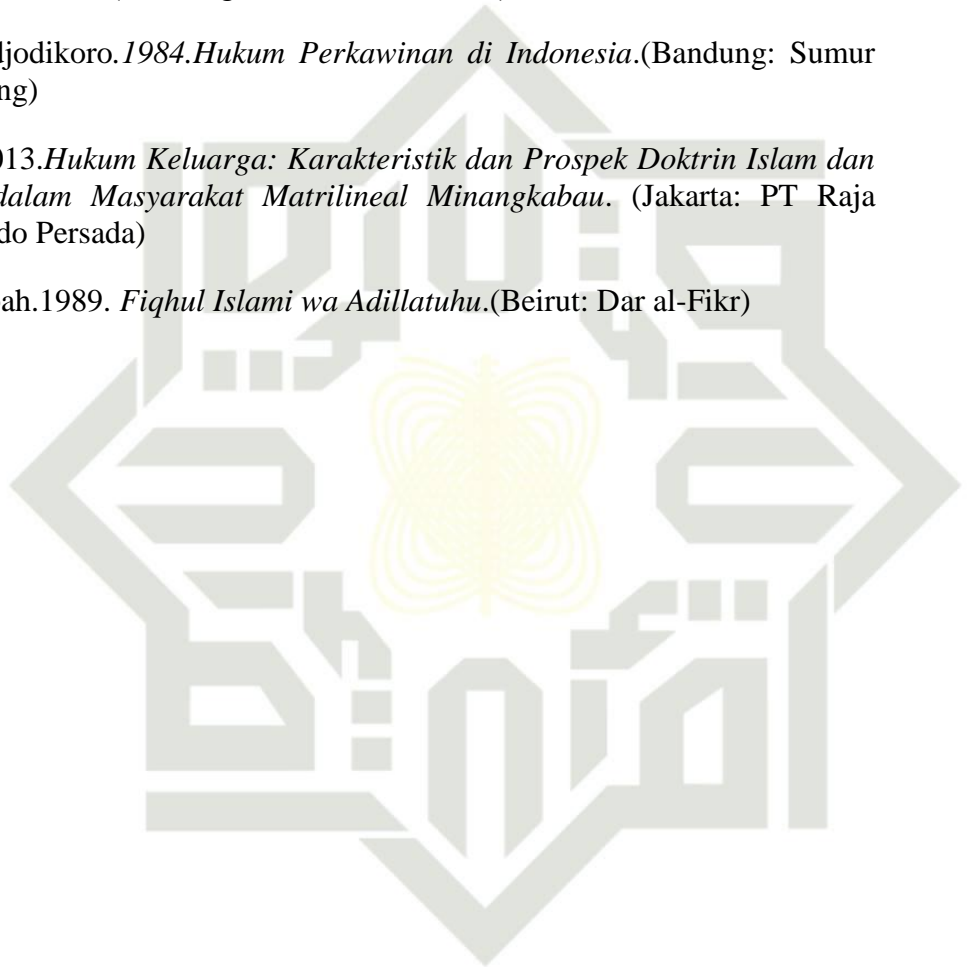 djodikoro.1984.Hukum Perkawinan di Indonesia.(Bandung: Sumur
ng)
013.Hukum Keluarga: Karakteristik dan Prospek Doktrin Islam dan
dalam Masyarakat Matrilineal Minangkabau. (Jakarta: PT Raja
do Persada)
ah.1989. Fiqhul Islami wa Adillatuhu.(Beirut: Dar al-Fikr)